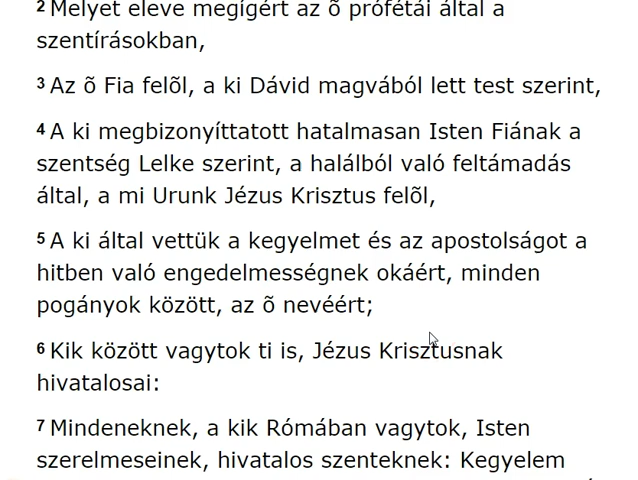 2 Melyet eleve megígért az õ prófétái által a
szentírásokban,
3 Az õ Fia felõl, a ki Dávid magvából lett test szerint,
4 A ki megbizonyíttatott hatalmasan Isten Fiának a
szentség Lelke szerint, a halálból való feltámadás
által, a mi Urunk Jézus Krisztus felõl,
5 A ki által vettük a kegyelmet és az apostolságot a
hitben való engedelmességnek okáért, minden
pogányok között, az õ nevéért;
6 Kik között vagytok ti is, Jézus Krisztusnak
hivatalosai:
7 Mindeneknek, a kik Rómában vagytok, Isten
szerelmeseinek, hivatalos szenteknek: Kegyelem